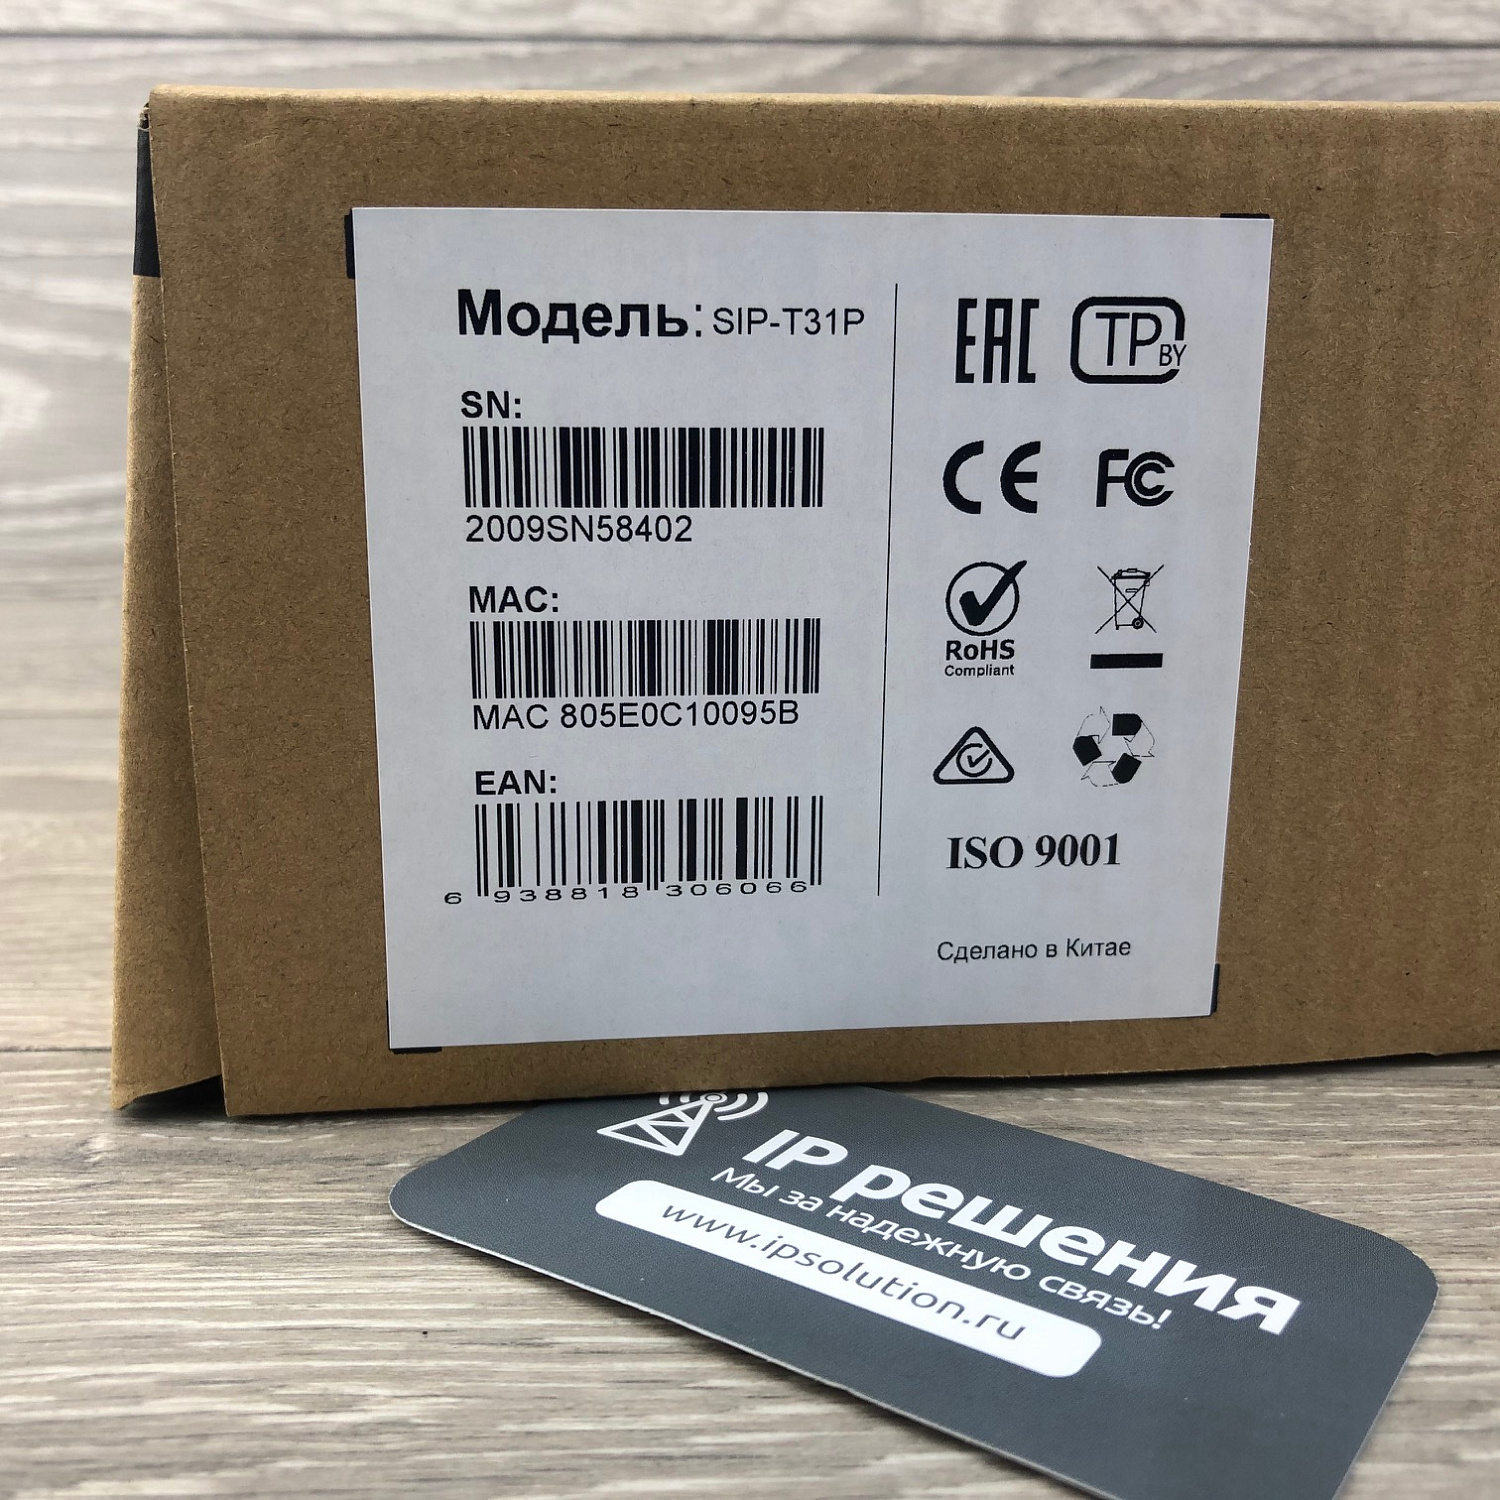 Модель: SIP-T31P
SN:
2009SN58402
MAC:
MAC 805E0C10095B
EAN:
6 938818 306066
EAC TP BY
CE FC
RoHS
Compliant
ISO 9001
Сделано в Китае
IP решения
Мы за надежную связь!
www.ipsolution.ru